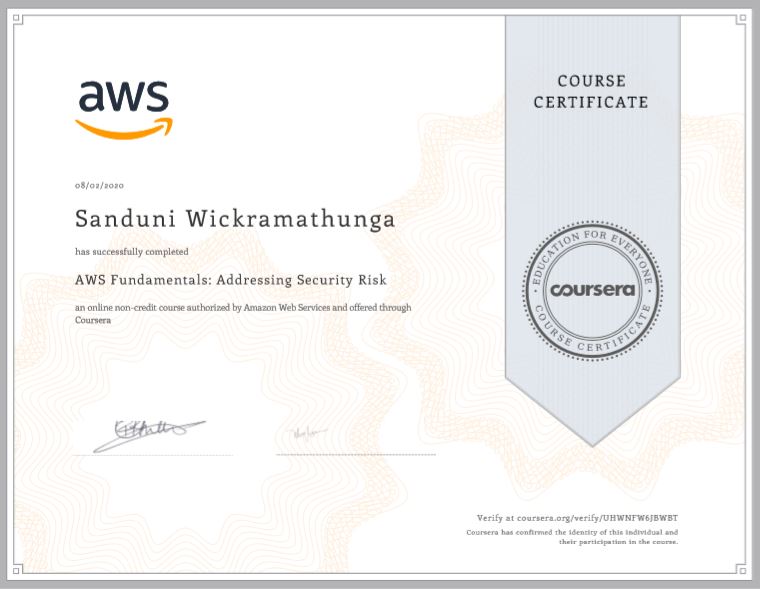 aws
08/02/2020
Sanduni Wickramathunga
has successfully completed
AWS Fundamentals: Addressing Security Risk
an online non-credit course authorized by Amazon Web Services and offered through
Coursera
COURSE
CERTIFICATE
EDUCATION FOR EVERYONE
coursera
COURSE CERTIFICATE
Verify at coursera.org/verify/UHWNFW6JBWBT
Coursera has confirmed the identity of this individual and
their participation in the course.